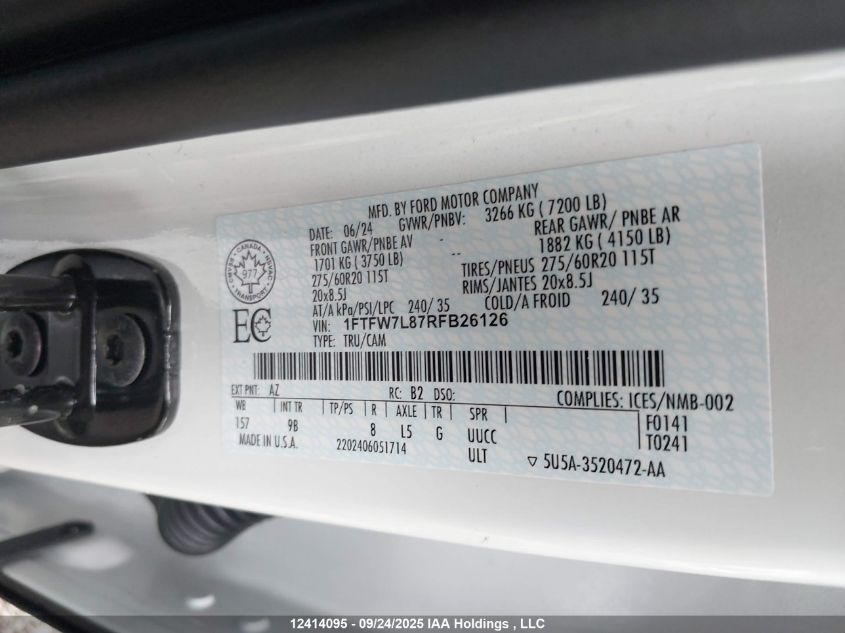 MFD. BY FORD MOTOR COMPANY
DATE: 06/24 GVWR/PNBV: 3266 KG ( 7200 LB)
FRONT GAWR/PNBE AV REAR GAWR/ PNBE AR
1701 KG ( 3750 LB) 1882 KG ( 4150 LB)
275/60R20 115T TIRES/PNEUS 275/60R20 115T
20x8.5J RIMS/JANTES 20x8.5J
AT/A kPa/PSI/LPC 240/ 35 COLD/A FROID 240/ 35
VIN: 1FTFW7L87RFB26126
TYPE: TRU/CAM
CANADA
977
TRANSPORT
EC
EXT PNT: AZ RC: B2 DSO: COMPLIES: ICES/NMB-002
WB INT TR TP/PS R AXLE TR SPR F0141
157 9B 8 L5 G UUCC T0241
MADE IN U.S.A. 2202406051714 ULT ▽ 5U5A-3520472-AA
12414095 - 09/24/2025 IAA Holdings , LLC